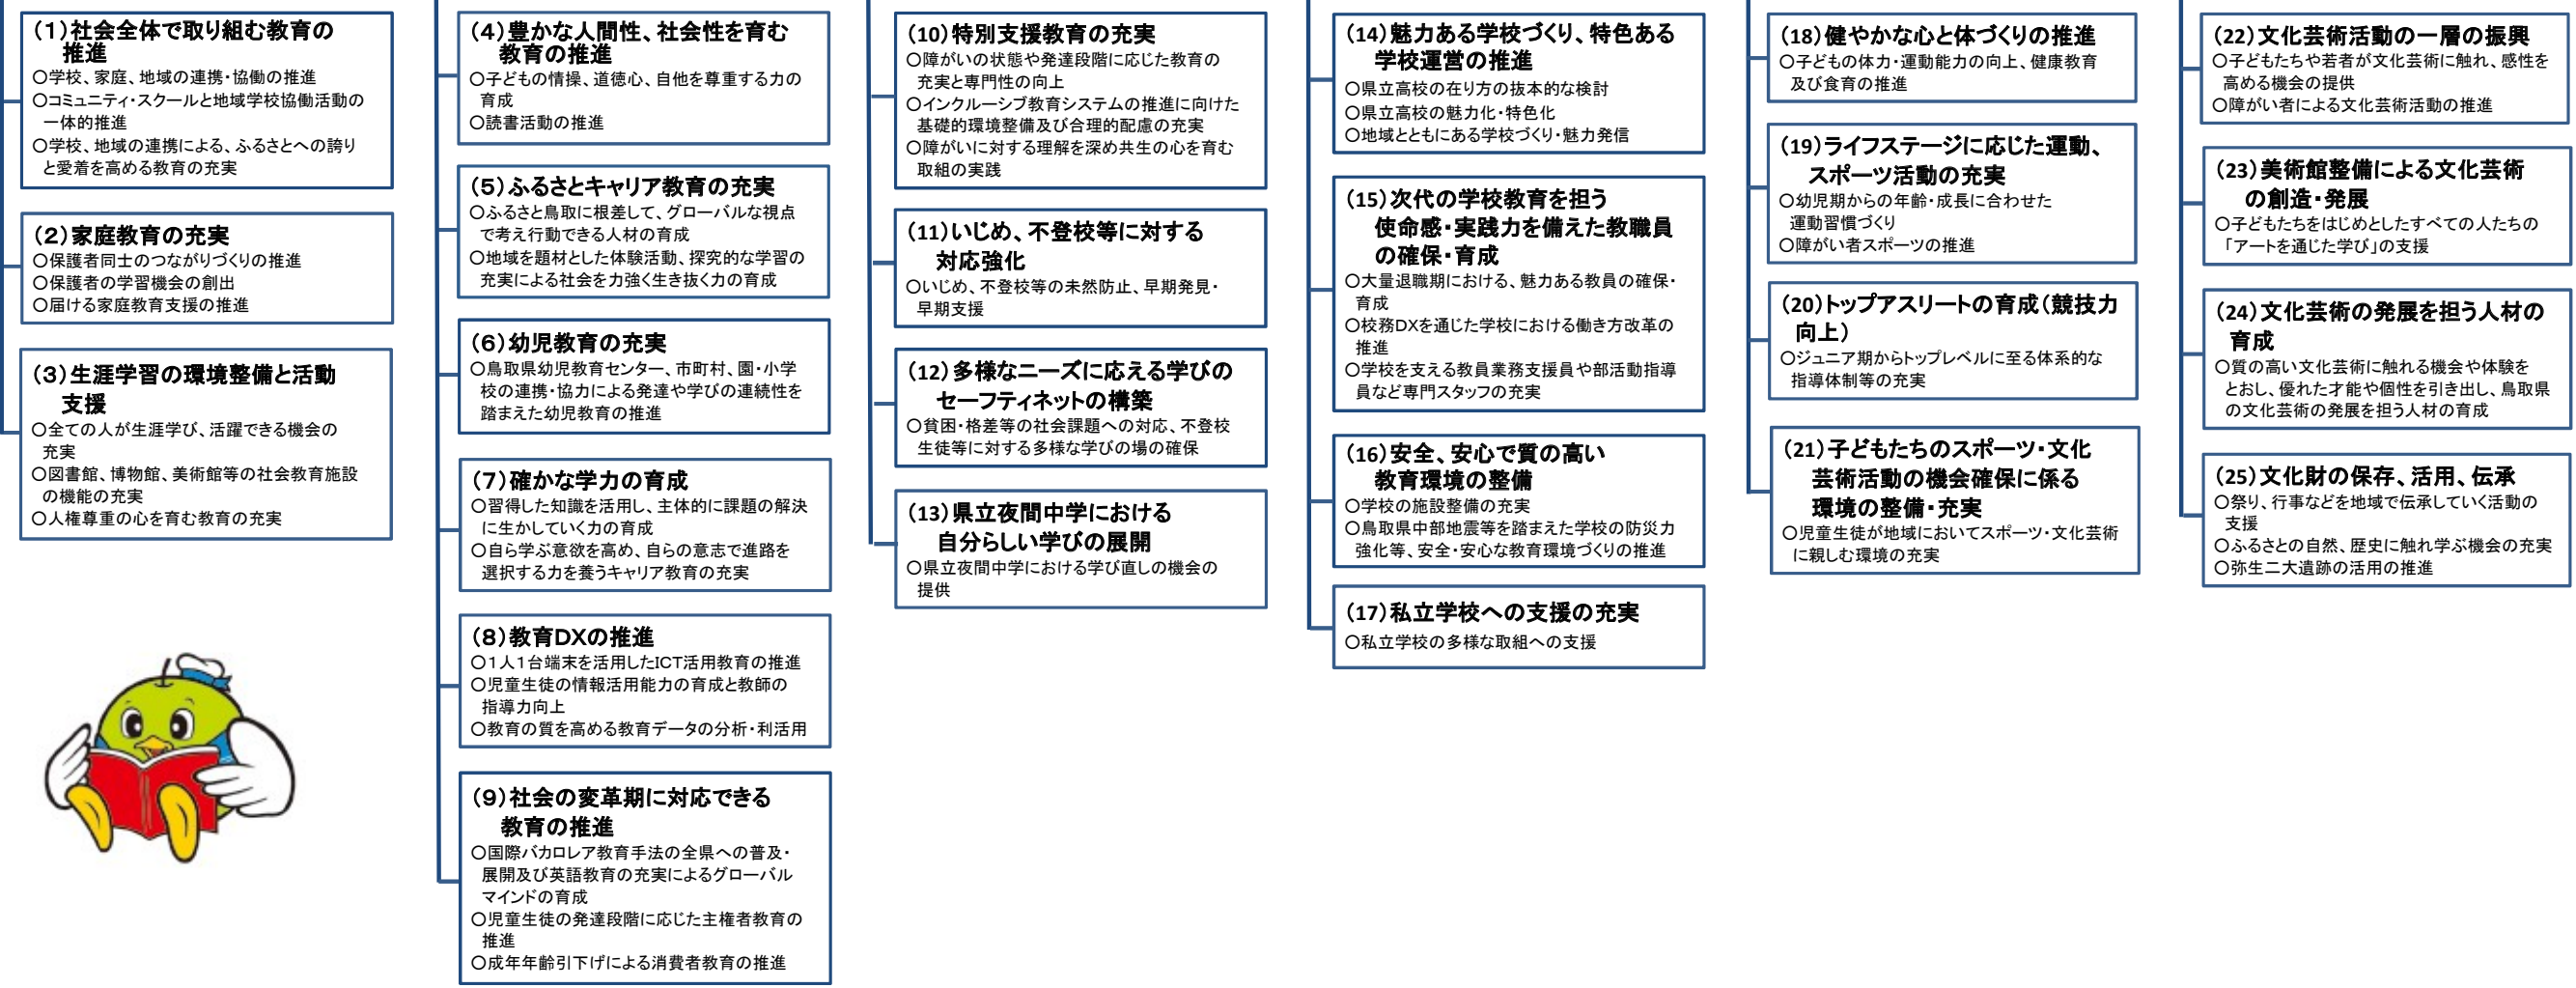 （１）社会全体で取り組む教育の
推進
○学校、家庭、地域の連携・協働の推進
○コミュニティ・スクールと地域学校協働活動の
一体的推進
○学校、地域の連携による、ふるさとへの誇り
と愛着を高める教育の充実
（２）家庭教育の充実
○保護者同士のつながりづくりの推進
○保護者の学習機会の創出
○届ける家庭教育支援の推進
（３）生涯学習の環境整備と活動
支援
○全ての人が生涯学び、活躍できる機会の
充実
○図書館、博物館、美術館等の社会教育施設
の機能の充実
○人権尊重の心を育む教育の充実
（４）豊かな人間性、社会性を育む
教育の推進
○子どもの情操、道徳心、自他を尊重する力の
育成
○読書活動の推進
（５）ふるさとキャリア教育の充実
○ふるさと鳥取に根差して、グローバルな視点
で考え行動できる人材の育成
○地域を題材とした体験活動、探究的な学習の
充実による社会を力強く生き抜く力の育成
（６）幼児教育の充実
○鳥取県幼児教育センター、市町村、園・小学
校の連携・協力による発達や学びの連続性を
踏まえた幼児教育の推進
（７）確かな学力の育成
○習得した知識を活用し、主体的に課題の解決
に生かしていく力の育成
○自ら学ぶ意欲を高め、自らの意志で進路を
選択する力を養うキャリア教育の充実
（８）教育DXの推進
○１人１台端末を活用したICT活用教育の推進
○児童生徒の情報活用能力の育成と教師の
指導力向上
○教育の質を高める教育データの分析・利活用
（９）社会の変革期に対応できる
教育の推進
○国際バカロレア教育手法の全県への普及・
展開及び英語教育の充実によるグローバル
マインドの育成
○児童生徒の発達段階に応じた主権者教育の
推進
○成年年齢引下げによる消費者教育の推進
（10）特別支援教育の充実
○障がいの状態や発達段階に応じた教育の
充実と専門性の向上
○インクルーシブ教育システムの推進に向けた
基礎的環境整備及び合理的配慮の充実
○障がいに対する理解を深め共生の心を育む
取組の実践
（11）いじめ、不登校等に対する
対応強化
○いじめ、不登校等の未然防止、早期発見・
早期支援
（12）多様なニーズに応える学びの
セーフティネットの構築
○貧困・格差等の社会課題への対応、不登校
生徒等に対する多様な学びの場の確保
（13）県立夜間中学における
自分らしい学びの展開
○県立夜間中学における学び直しの機会の
提供
（14）魅力ある学校づくり、特色ある
学校運営の推進
○県立高校の在り方の抜本的な検討
○県立高校の魅力化・特色化
○地域とともにある学校づくり・魅力発信
（15）次代の学校教育を担う
使命感・実践力を備えた教職員
の確保・育成
○大量退職期における、魅力ある教員の確保・
育成
○校務DXを通じた学校における働き方改革の
推進
○学校を支える教員業務支援員や部活動指導
員など専門スタッフの充実
（16）安全、安心で質の高い
教育環境の整備
○学校の施設整備の充実
○鳥取県中部地震等を踏まえた学校の防災力
強化等、安全・安心な教育環境づくりの推進
（17）私立学校への支援の充実
○私立学校の多様な取組への支援
（18）健やかな心と体づくりの推進
○子どもの体力・運動能力の向上、健康教育
及び食育の推進
（19）ライフステージに応じた運動、
スポーツ活動の充実
○幼児期からの年齢・成長に合わせた
運動習慣づくり
○障がい者スポーツの推進
（20）トップアスリートの育成（競技力
向上）
○ジュニア期からトップレベルに至る体系的な
指導体制等の充実
（21）子どもたちのスポーツ・文化
芸術活動の機会確保に係る
環境の整備・充実
○児童生徒が地域においてスポーツ・文化芸術
に親しむ環境の充実
（22）文化芸術活動の一層の振興
○子どもたちや若者が文化芸術に触れ、感性を
高める機会の提供
○障がい者による文化芸術活動の推進
（23）美術館整備による文化芸術
の創造・発展
○子どもたちをはじめとしたすべての人たちの
「アートを通じた学び」の支援
（24）文化芸術の発展を担う人材の
育成
○質の高い文化芸術に触れる機会や体験を
とおし、優れた才能や個性を引き出し、鳥取県
の文化芸術の発展を担う人材の育成
（25）文化財の保存、活用、伝承
○祭り、行事などを地域で伝承していく活動の
支援
○ふるさとの自然、歴史に触れ学ぶ機会の充実
○弥生二大遺跡の活用の推進